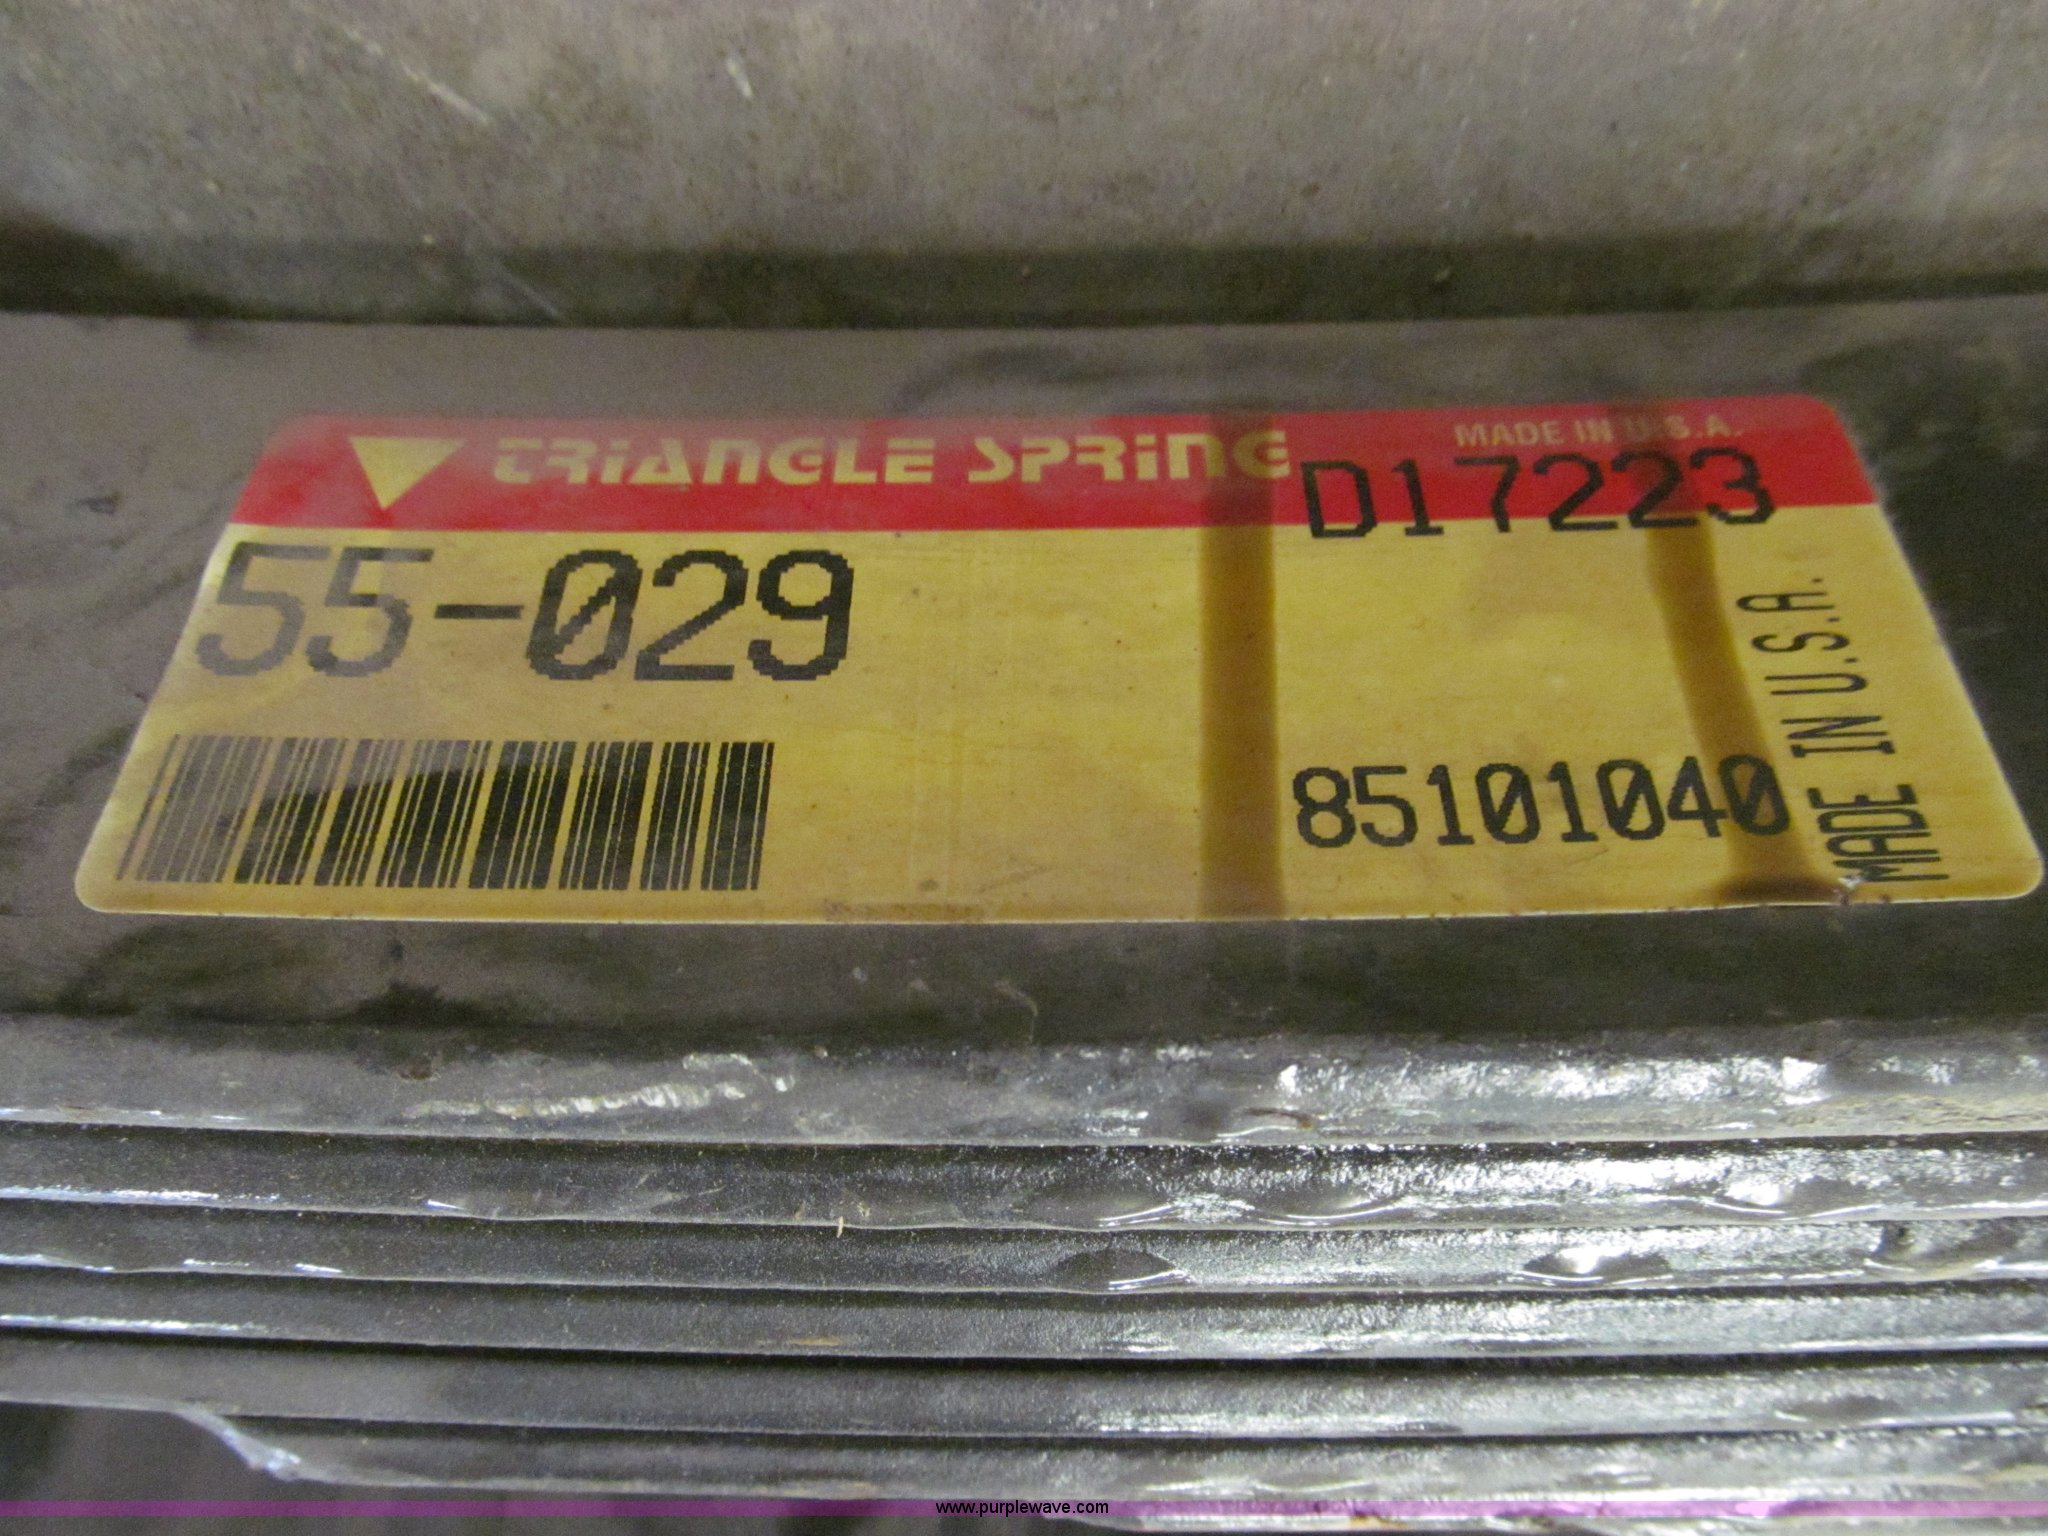 TRiANGLE SPRiNG
MADE IN U.S.A.
D17223
55-029
85101040
MADE IN U.S.A.
www.purplewave.com